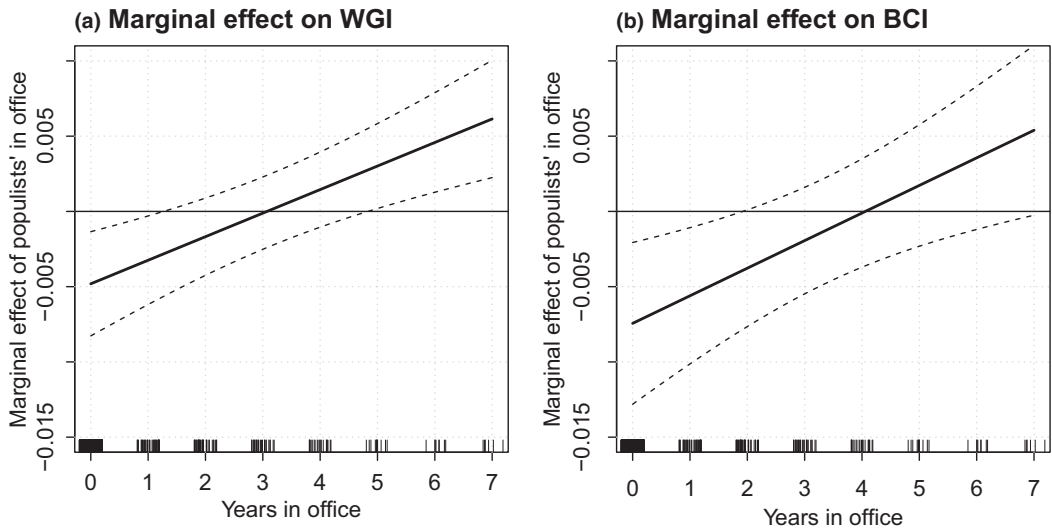 (a) Marginal effect on WGI
Marginal effect of populists' in office
0.005
−0.005
−0.015
0 1 2 3 4 5 6 7
Years in office
(b) Marginal effect on BCI
Marginal effect of populists' in office
0.005
−0.005
−0.015
0 1 2 3 4 5 6 7
Years in office